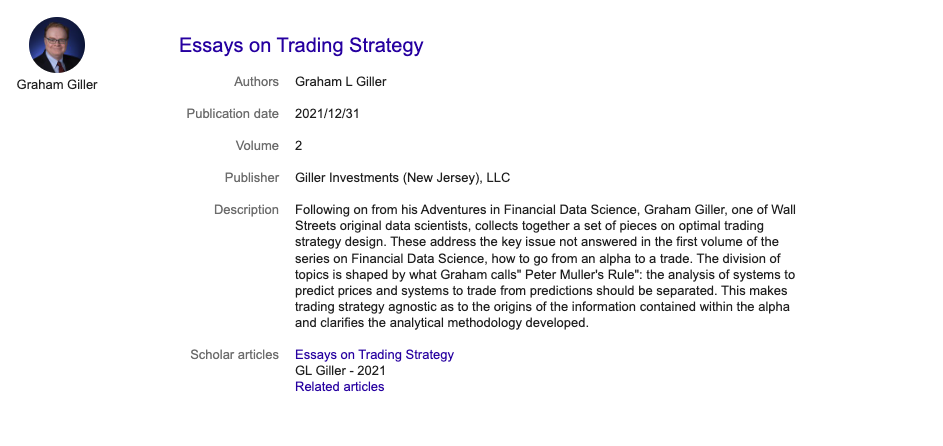 Graham Giller
Essays on Trading Strategy
Authors Graham L Giller
Publication date 2021/12/31
Volume 2
Publisher Giller Investments (New Jersey), LLC
Description Following on from his Adventures in Financial Data Science, Graham Giller, one of Wall
Streets original data scientists, collects together a set of pieces on optimal trading
strategy design. These address the key issue not answered in the first volume of the
series on Financial Data Science, how to go from an alpha to a trade. The division of
topics is shaped by what Graham calls" Peter Muller's Rule": the analysis of systems to
predict prices and systems to trade from predictions should be separated. This makes
trading strategy agnostic as to the origins of the information contained within the alpha
and clarifies the analytical methodology developed.
Scholar articles Essays on Trading Strategy
GL Giller - 2021
Related articles